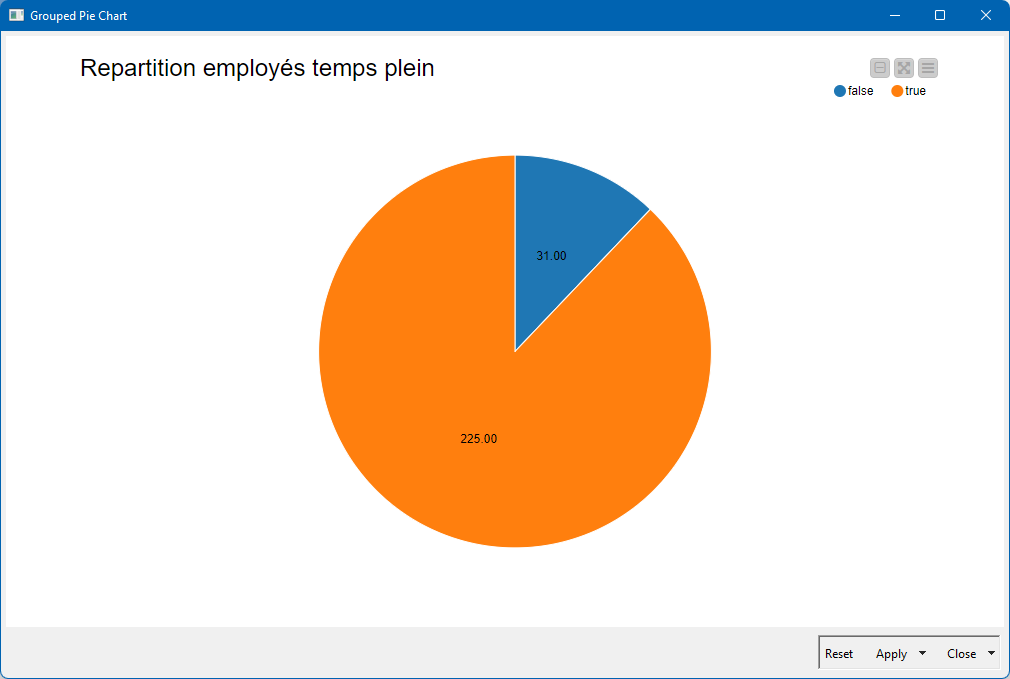 Grouped Pie Chart
Repartition employés temps plein
false true
31.00
225.00
Reset Apply Close